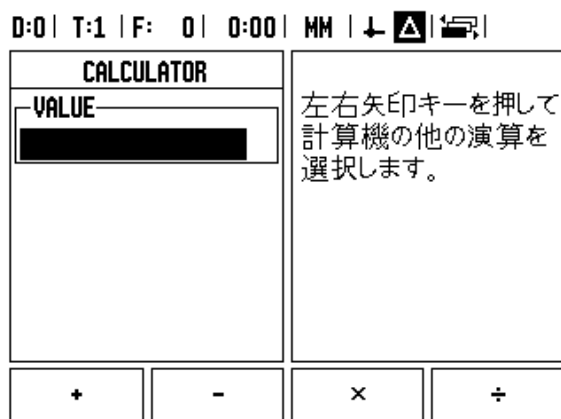 D:0| T:1 |F: 0| 0:00| MM |
CALCULATOR
VALUE
左右矢印キーを押して
計算機の他の演算を
選択します。
+ - × ÷